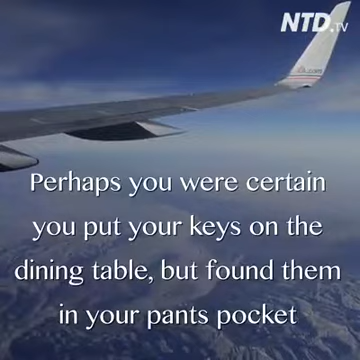 NTD.TV
Perhaps you were certain
you put your keys on the
dining table, but found them
in your pants pocket